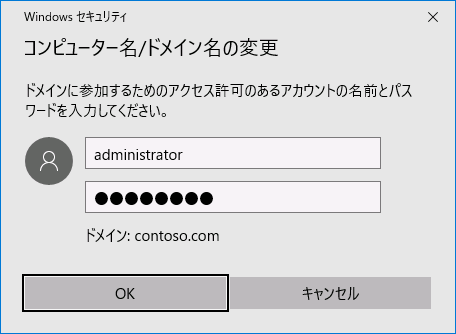 Windows セキュリティ
コンピューター名/ドメイン名の変更
ドメインに参加するためのアクセス許可のあるアカウントの名前とパス
ワードを入力してください。
administrator
●●●●●●●●
ドメイン: contoso.com
OK
キャンセル